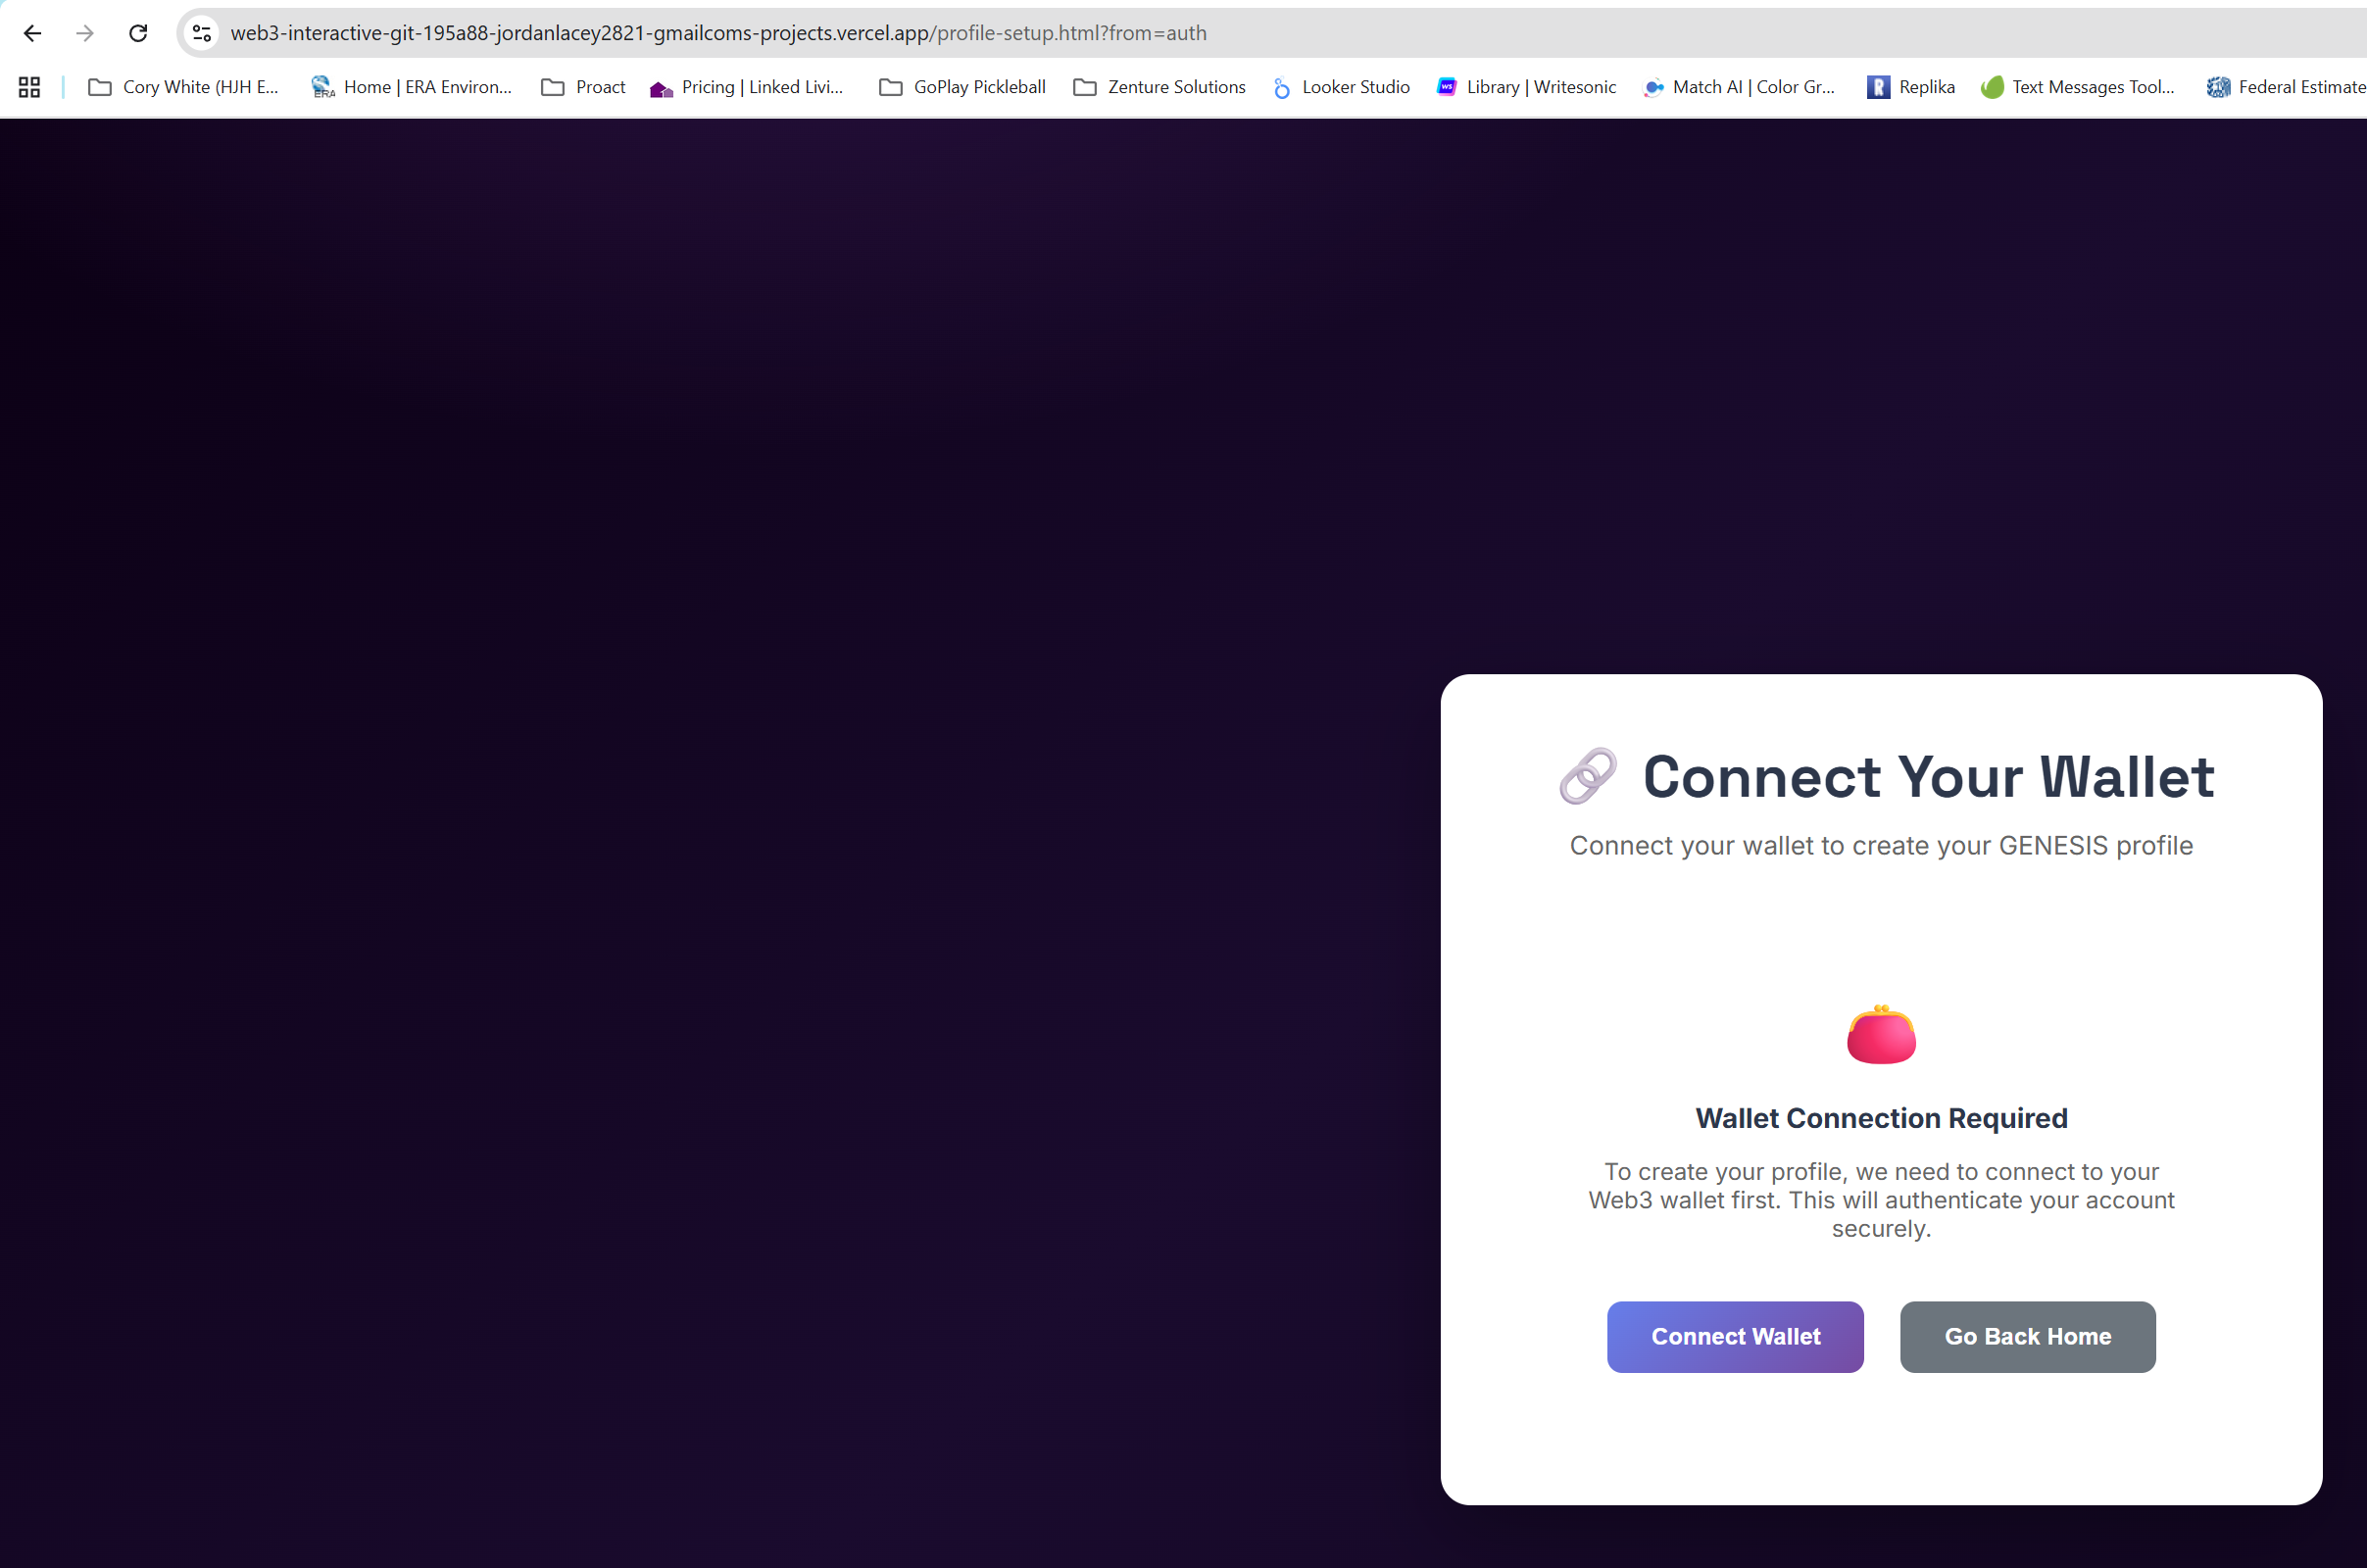 web3-interactive-git-195a88-jordanlacey2821-gmailcoms-projects.vercel.app/profile-setup.html?from=auth
Cory White (HJH E... Home | ERA Environ... Proact Pricing | Linked Livi... GoPlay Pickleball Zenture Solutions Looker Studio Library | Writesonic Match AI | Color Gr... Replika Text Messages Tool... Federal Estimate
Connect Your Wallet
Connect your wallet to create your GENESIS profile
Wallet Connection Required
To create your profile, we need to connect to your
Web3 wallet first. This will authenticate your account
securely.
Connect Wallet Go Back Home